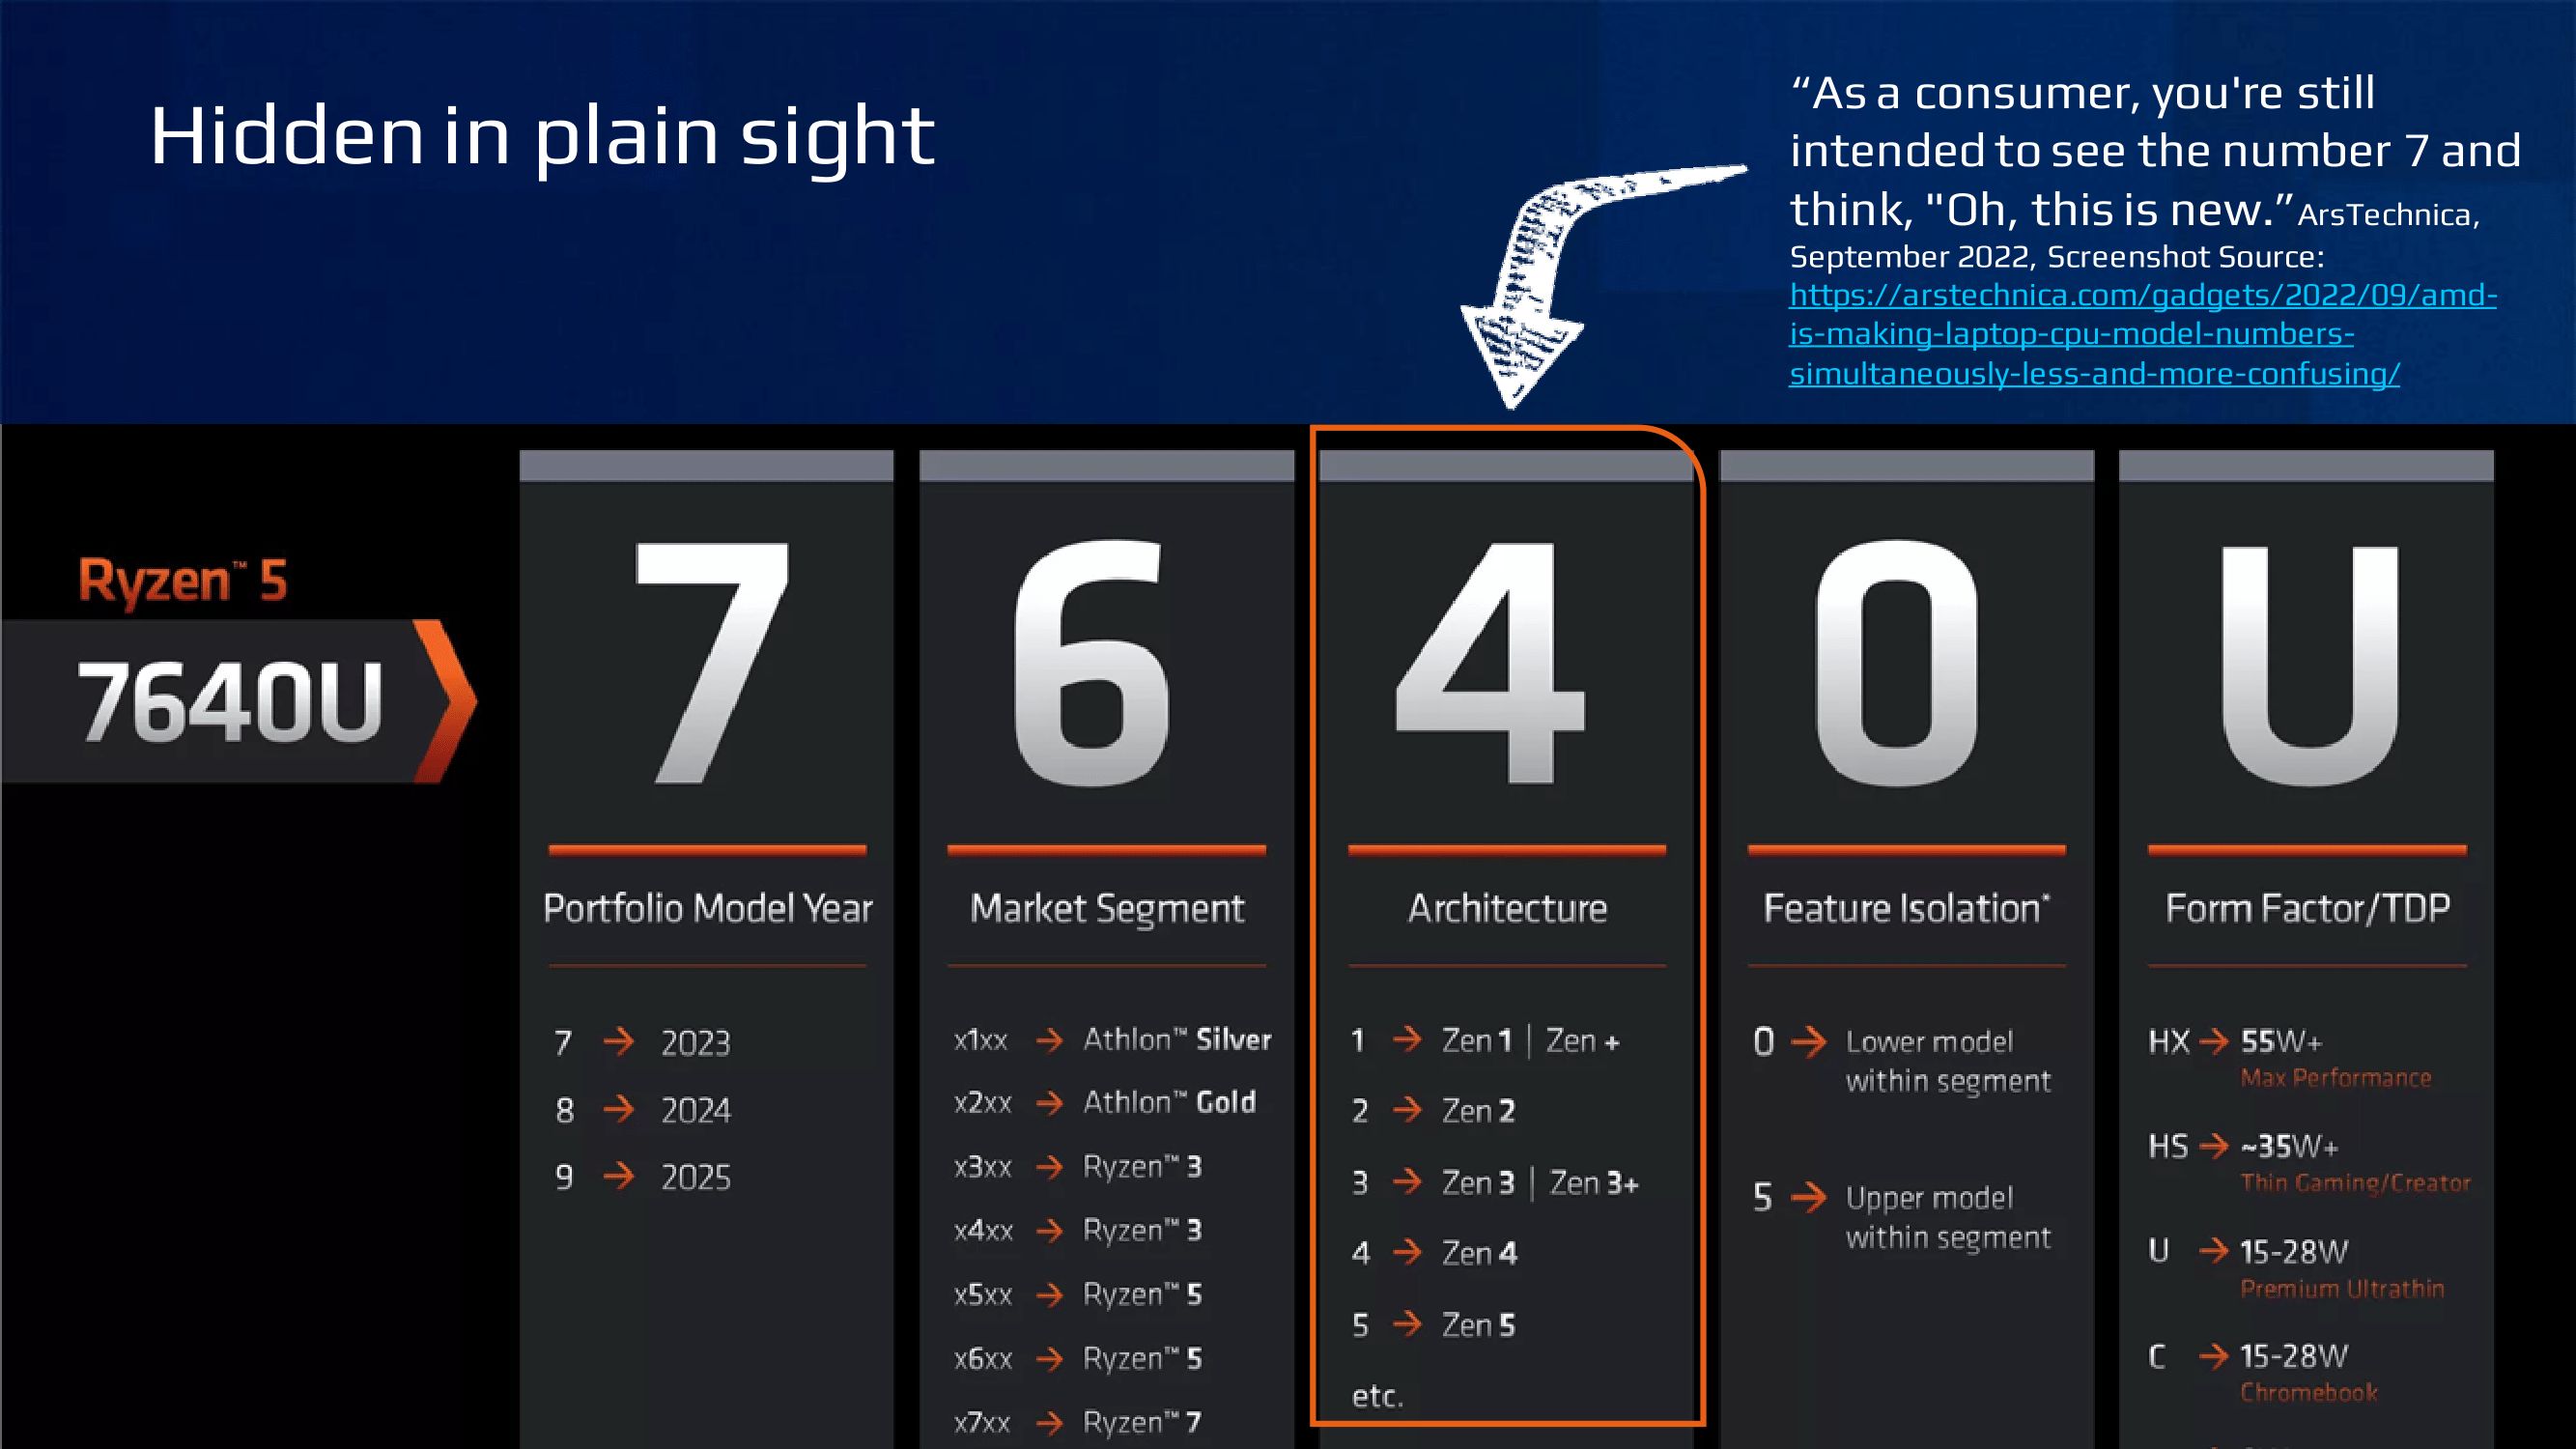 Hidden in plain sight
“As a consumer, you're still
intended to see the number 7 and
think, "Oh, this is new.” ArsTechnica,
September 2022, Screenshot Source:
https://arstechnica.com/gadgets/2022/09/amd-
is-making-laptop-cpu-model-numbers-
simultaneously-less-and-more-confusing/
Ryzen™ 5
7640U
7
Portfolio Model Year
7 → 2023
8 → 2024
9 → 2025
6
Market Segment
x1xx → Athlon™ Silver
x2xx → Athlon™ Gold
x3xx → Ryzen™ 3
x4xx → Ryzen™ 3
x5xx → Ryzen™ 5
x6xx → Ryzen™ 5
x7xx → Ryzen™ 7
4
Architecture
1 → Zen 1 | Zen +
2 → Zen 2
3 → Zen 3 | Zen 3+
4 → Zen 4
5 → Zen 5
etc.
0
Feature Isolation*
0 → Lower model
within segment
5 → Upper model
within segment
U
Form Factor/TDP
HX → 55W+
Max Performance
HS → ~35W+
Thin Gaming/Creator
U → 15-28W
Premium Ultrathin
C → 15-28W
Chromebook